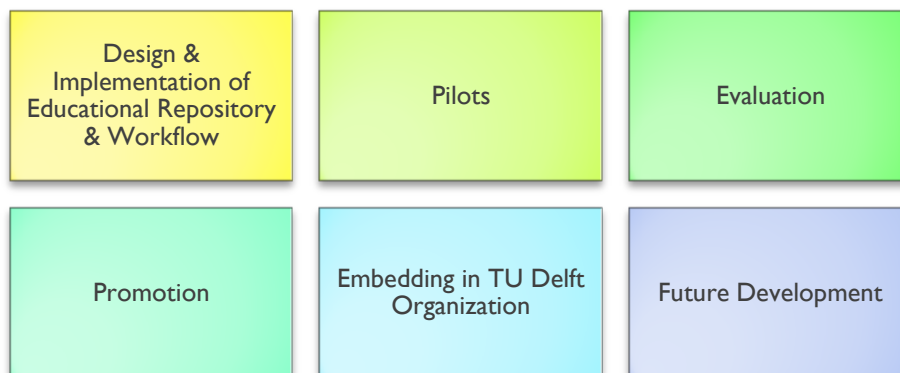 Design &
Implementation of
Educational Repository
& Workflow
Pilots
Evaluation
Promotion
Embedding in TU Delft
Organization
Future Development